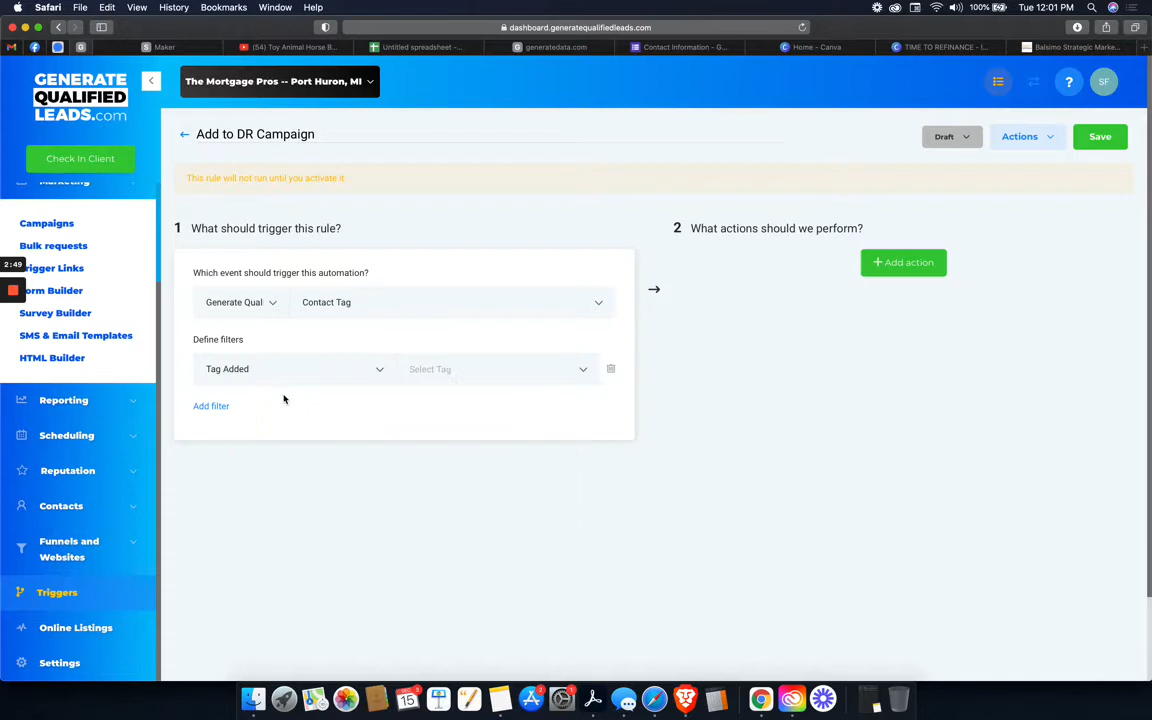 Safari File Edit View History Bookmarks Window Help
100% Tue 12:01 PM
dashboard.generatequalifiedleads.com
Maker
(54) Toy Animal Horse B...
Untitled spreadsheet -...
generatedata.com
Contact Information - G...
Home - Canva
TIME TO REFINANCE - I...
Balsimo Strategic Marke...
GENERATE
QUALIFIED
LEADS.com
The Mortgage Pros -- Port Huron, MI
?
SF
Check In Client
Add to DR Campaign
Draft
Actions
Save
Marketing
This rule will not run until you activate it
Campaigns
Bulk requests
2:49
Trigger Links
Form Builder
Survey Builder
SMS & Email Templates
HTML Builder
Reporting
Scheduling
Reputation
Contacts
Funnels and
Websites
Triggers
Online Listings
Settings
1 What should trigger this rule?
Which event should trigger this automation?
Generate Qual
Contact Tag
Define filters
Tag Added
Select Tag
Add filter
2 What actions should we perform?
+ Add action
DEC
15